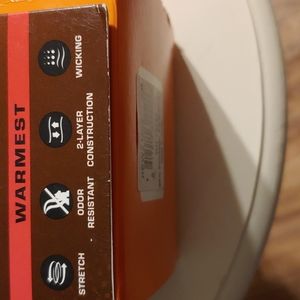 WARMEST
WICKING
2-LAYER
CONSTRUCTION
ODOR
RESISTANT
STRETCH